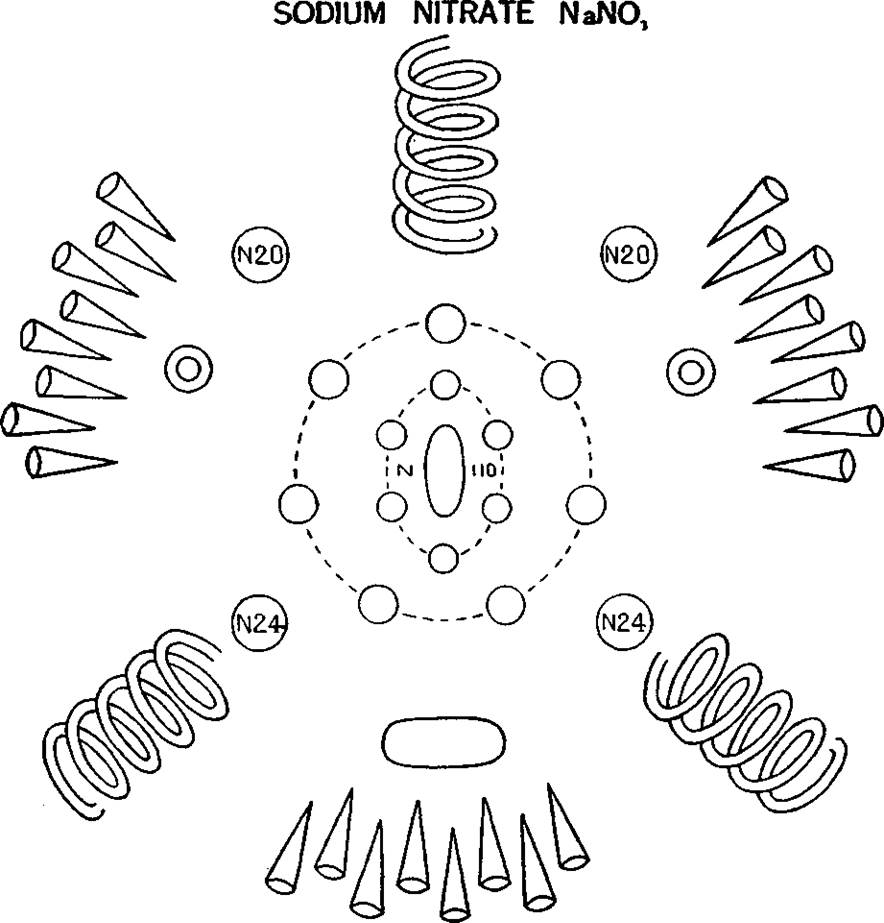 SODIUM NITRATE NaNO₃
N20 N20
N 110
N24 N24